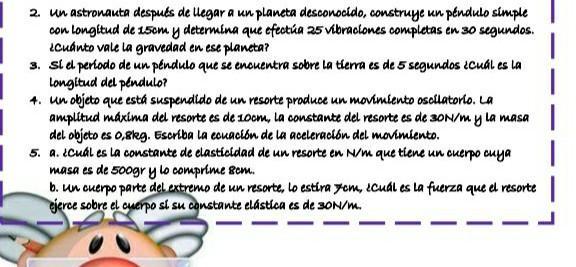 2. Un astronauta después de llegar a un planeta desconocido, construye un péndulo simple
con longitud de 15cm y determina que efectúa 25 vibraciones completas en 30 segundos.
¿Cuánto vale la gravedad en ese planeta?
3. Si el período de un péndulo que se encuentra sobre la tierra es de 5 segundos ¿Cuál es la
longitud del péndulo?
4. Un objeto que está suspendido de un resorte produce un movimiento oscilatorio. La
amplitud máxima del resorte es de 10cm, la constante del resorte es de 30N/m y la masa
del objeto es 0,8kg. Escriba la ecuación de la aceleración del movimiento.
5. a. ¿Cuál es la constante de elasticidad de un resorte en N/m que tiene un cuerpo cuya
masa es de 500gr y lo comprime 8cm.
b. Un cuerpo parte del extremo de un resorte, lo estira 7cm, ¿Cuál es la fuerza que el resorte
ejerce sobre el cuerpo si su constante elástica es de 30N/m.